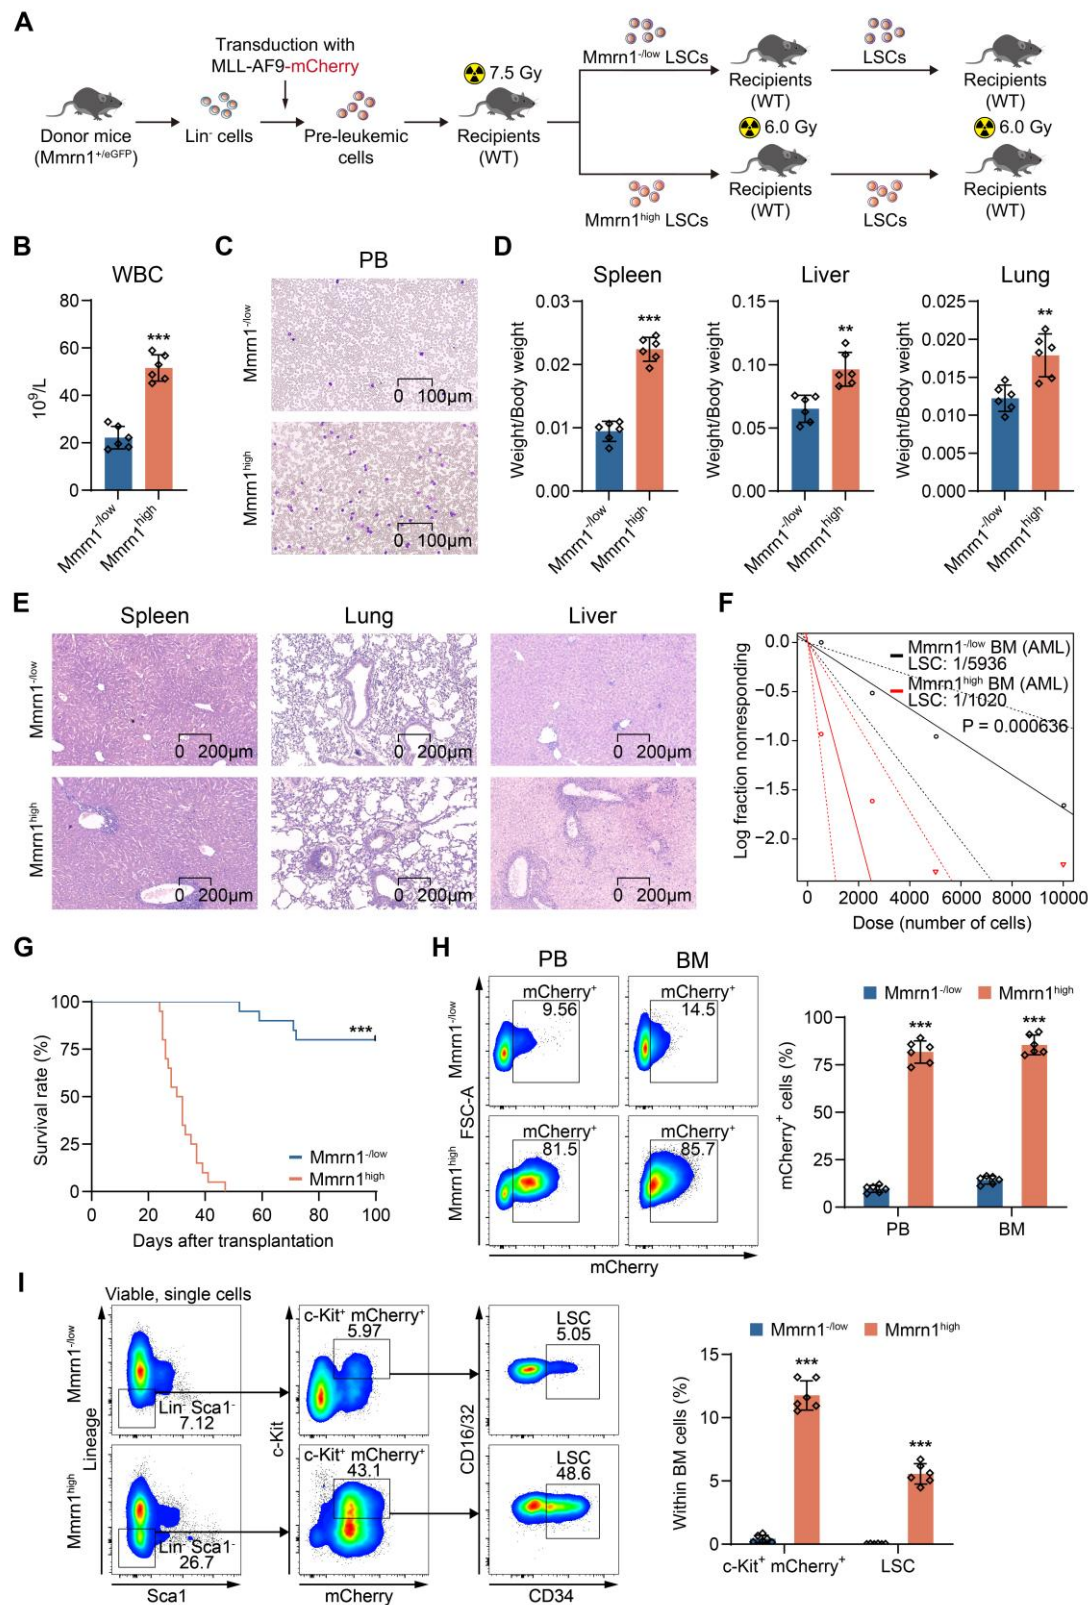 A
Transduction with
MLL-AF9-mCherry
7.5 Gy
Mmrn1-/low LSCs
LSCs
Recipients
(WT)
Recipients
(WT)
Donor mice
(Mmrn1+/eGFP)
Lin- cells
Pre-leukemic
cells
Recipients
(WT)
6.0 Gy
6.0 Gy
Mmrn1high LSCs
LSCs
Recipients
(WT)
Recipients
(WT)
B
WBC
10⁹/L
80
60
40
20
0
***
Mmrn1-/low
Mmrn1high
C
PB
Mmrn1-/low
0 100μm
Mmrn1high
0 100μm
D
Spleen
Weight/Body weight
0.03
0.02
0.01
0.00
***
Mmrn1-/low
Mmrn1high
Liver
Weight/Body weight
0.15
0.10
0.05
0.00
**
Mmrn1-/low
Mmrn1high
Lung
Weight/Body weight
0.025
0.020
0.015
0.010
0.005
0.000
**
Mmrn1-/low
Mmrn1high
E
Spleen Lung Liver
Mmrn1-/low
0 200μm
0 200μm
0 200μm
Mmrn1high
0 200μm
0 200μm
0 200μm
F
Log fraction nonresponding
0.0
−0.5
−1.0
−1.5
−2.0
Mmrn1-/low BM (AML)
LSC: 1/5936
Mmrn1high BM (AML)
LSC: 1/1020
P = 0.000636
0 2000 4000 6000 8000 10000
Dose (number of cells)
G
Survival rate (%)
100
75
50
25
0
***
Mmrn1-/low
Mmrn1high
0 20 40 60 80 100
Days after transplantation
H
PB BM
Mmrn1-/low
mCherry+
9.56
mCherry+
14.5
FSC-A
Mmrn1high
mCherry+
81.5
mCherry+
85.7
mCherry
Mmrn1-/low
Mmrn1high
mCherry+ cells (%)
100
75
50
25
0
***
***
PB BM
I
Viable, single cells
Mmrn1-/low
Lin- Sca1-
7.12
c-Kit+ mCherry+
5.97
LSC
5.05
Lineage
c-Kit
CD16/32
Mmrn1high
Lin- Sca1-
26.7
c-Kit+ mCherry+
43.1
LSC
48.6
Sca1
mCherry
CD34
Mmrn1-/low
Mmrn1high
Within BM cells (%)
15
10
5
0
***
***
c-Kit+ mCherry+
LSC